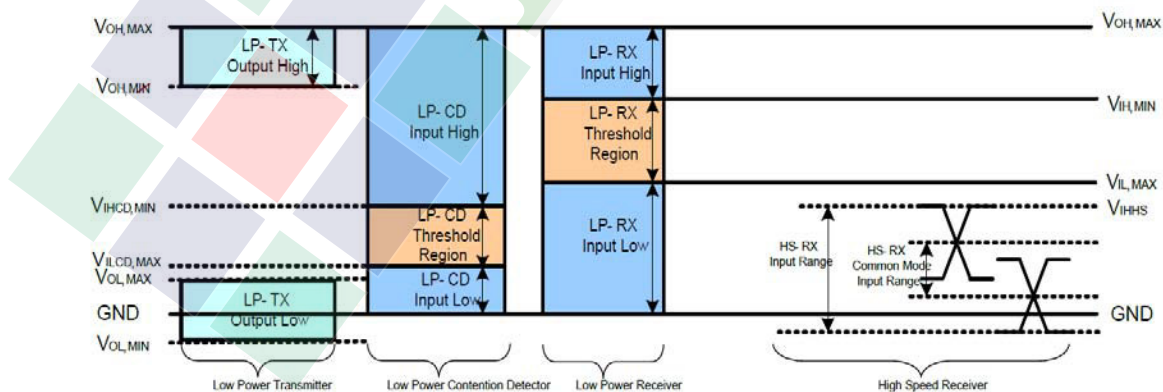 VOH,MAX
VOH,MIN
VIHCD,MIN
VILCD,MAX
VOL,MAX
GND
VOL,MIN
LP- TX
Output High
LP- TX
Output Low
Low Power Transmitter
LP- CD
Input High
LP- CD
Threshold
Region
LP- CD
Input Low
Low Power Contention Detector
LP- RX
Input High
LP- RX
Threshold
Region
LP- RX
Input Low
Low Power Receiver
HS- RX
Input Range
HS- RX
Common Mode
Input Range
High Speed Receiver
VOH,MAX
VIH,MIN
VIL,MAX
VIHHS
GND